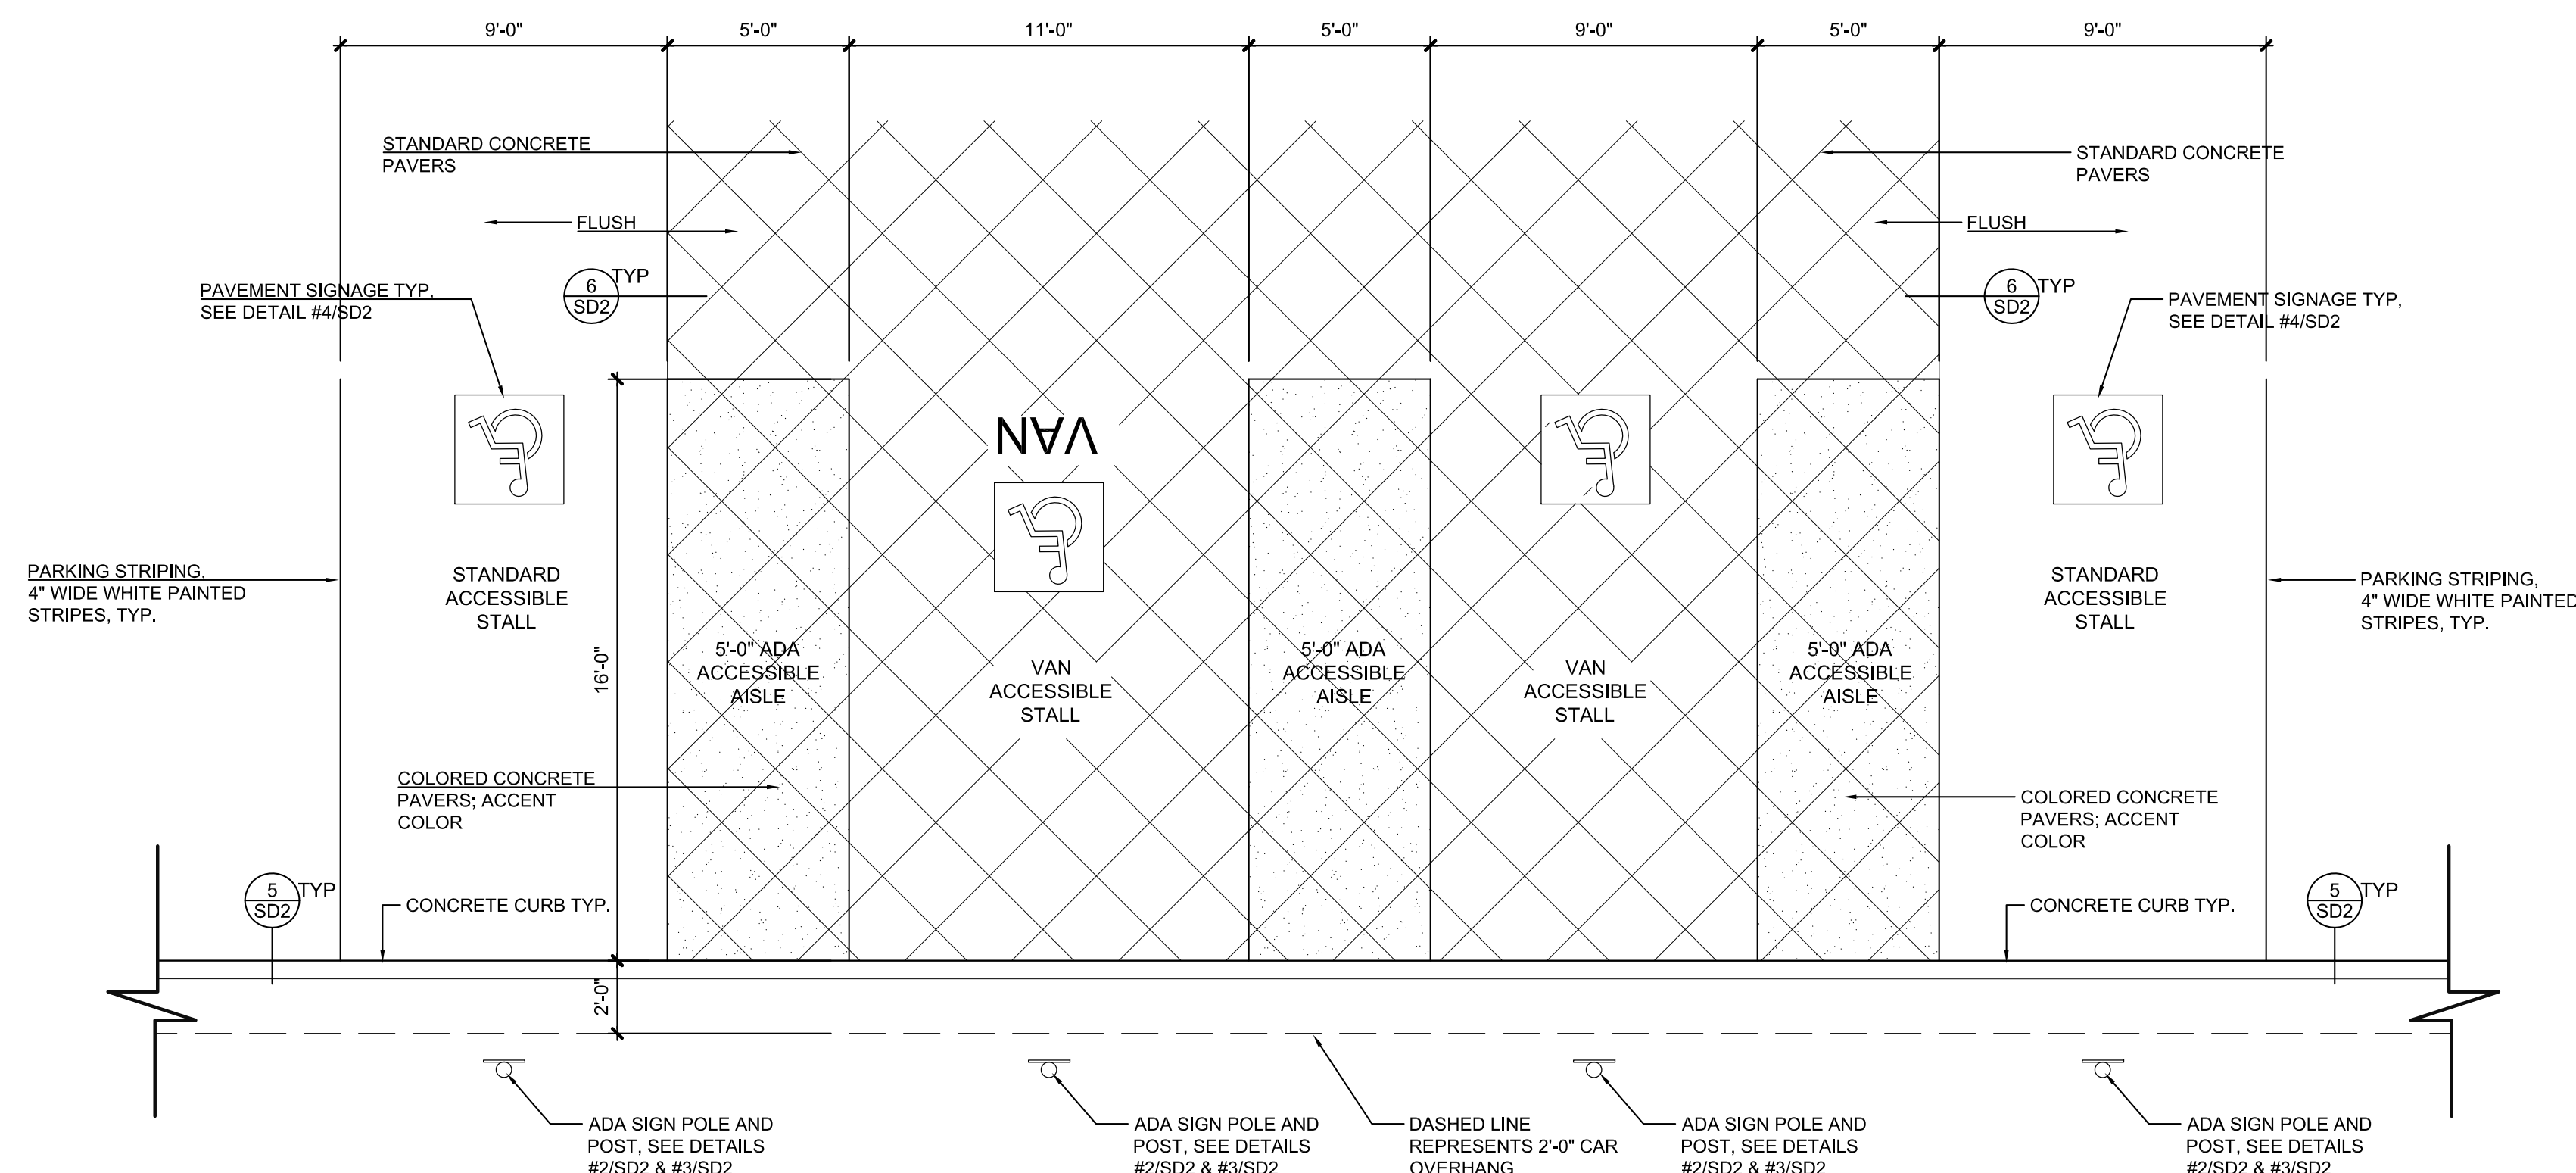 9'-0"
5'-0"
11'-0"
5'-0"
9'-0"
5'-0"
9'-0"
STANDARD CONCRETE
PAVERS
STANDARD CONCRETE
PAVERS
FLUSH
FLUSH
6
SD2
TYP
6
SD2
TYP
PAVEMENT SIGNAGE TYP,
SEE DETAIL #4/SD2
PAVEMENT SIGNAGE TYP,
SEE DETAIL #4/SD2
VAN
PARKING STRIPING,
4" WIDE WHITE PAINTED
STRIPES, TYP.
STANDARD
ACCESSIBLE
STALL
16'-0"
5'-0" ADA
ACCESSIBLE
AISLE
VAN
ACCESSIBLE
STALL
5'-0" ADA
ACCESSIBLE
AISLE
VAN
ACCESSIBLE
STALL
5'-0" ADA
ACCESSIBLE
AISLE
STANDARD
ACCESSIBLE
STALL
PARKING STRIPING,
4" WIDE WHITE PAINTED
STRIPES, TYP.
COLORED CONCRETE
PAVERS; ACCENT
COLOR
COLORED CONCRETE
PAVERS; ACCENT
COLOR
5
SD2
TYP
CONCRETE CURB TYP.
CONCRETE CURB TYP.
5
SD2
TYP
2'-0"
ADA SIGN POLE AND
POST, SEE DETAILS
#2/SD2 & #3/SD2
ADA SIGN POLE AND
POST, SEE DETAILS
#2/SD2 & #3/SD2
DASHED LINE
REPRESENTS 2'-0" CAR
OVERHANG
ADA SIGN POLE AND
POST, SEE DETAILS
#2/SD2 & #3/SD2
ADA SIGN POLE AND
POST, SEE DETAILS
#2/SD2 & #3/SD2